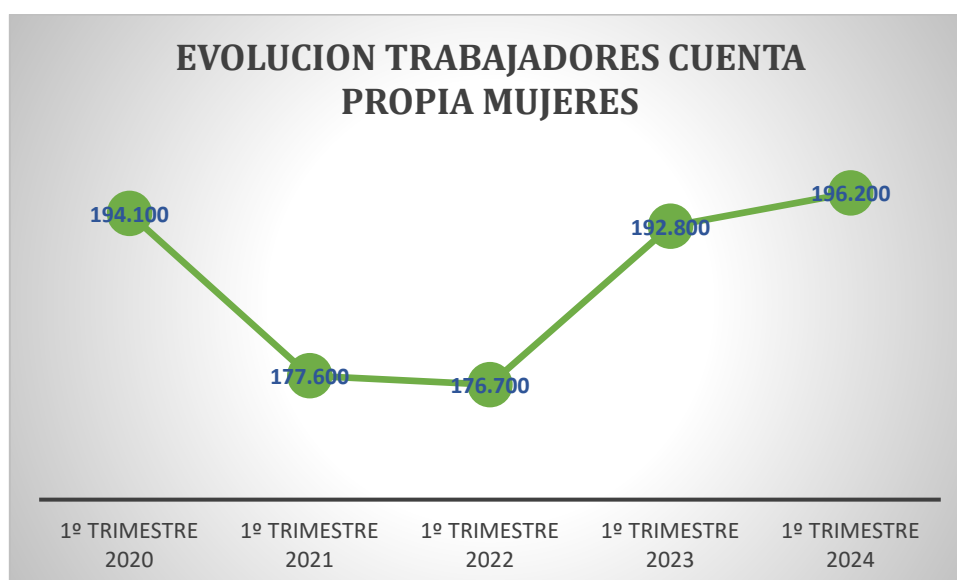 EVOLUCION TRABAJADORES CUENTA
PROPIA MUJERES
194.100
177.600
176.700
192.800
196.200
1º TRIMESTRE
2020
1º TRIMESTRE
2021
1º TRIMESTRE
2022
1º TRIMESTRE
2023
1º TRIMESTRE
2024